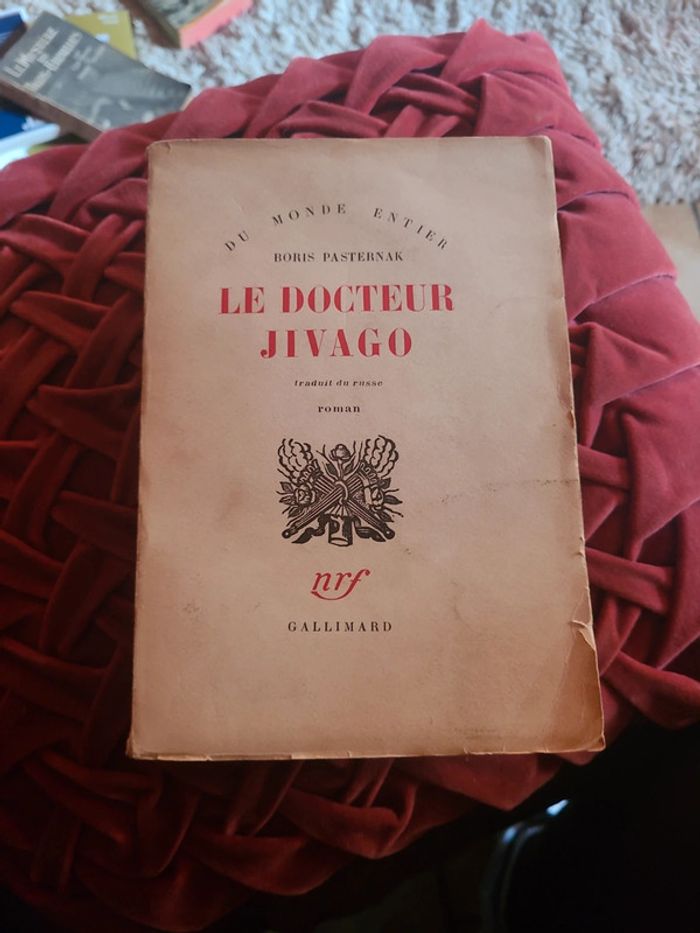 DU MONDE ENTIER
BORIS PASTERNAK
LE DOCTEUR
JIVAGO
traduit du russe
roman
nrf
GALLIMARD